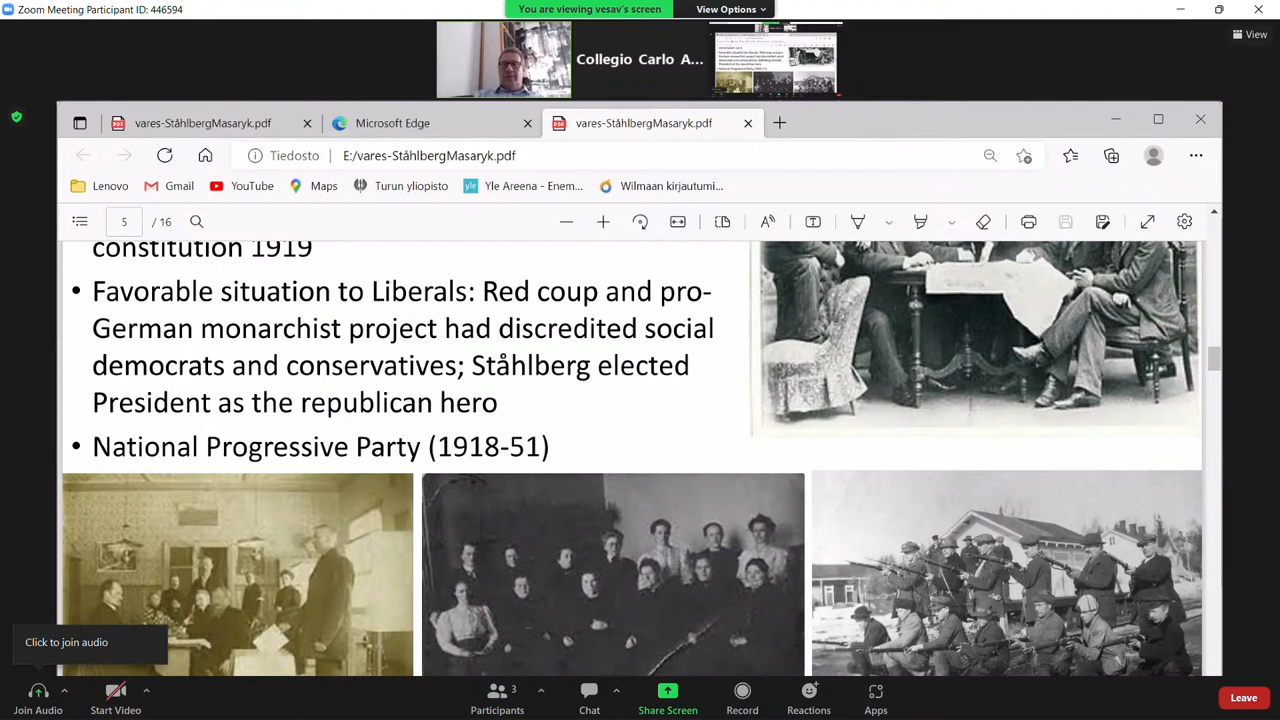 Zoom Meeting Participant ID: 446594
You are viewing vesav's screen
View Options
View
Collegio Carlo A...
vares-StåhlbergMasaryk.pdf
Microsoft Edge
vares-StåhlbergMasaryk.pdf
Tiedosto
E:/vares-StåhlbergMasaryk.pdf
Lenovo
Gmail
YouTube
Maps
Turun yliopisto
Yle Areena - Enem...
Wilmaan kirjautumi...
5 / 16
constitution 1919
• Favorable situation to Liberals: Red coup and pro-
German monarchist project had discredited social
democrats and conservatives; Ståhlberg elected
President as the republican hero
• National Progressive Party (1918-51)
Click to join audio
Join Audio
Start Video
Participants
3
Chat
Share Screen
Record
Reactions
Apps
Leave